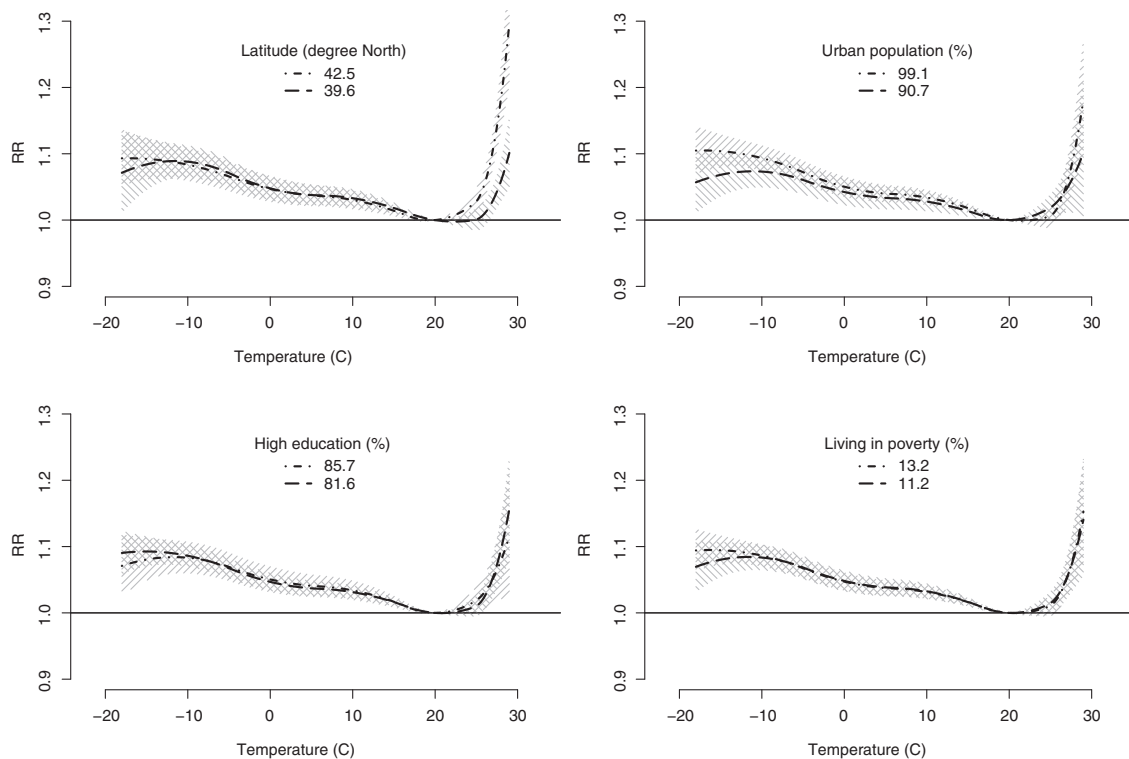 Latitude (degree North)
42.5
39.6
RR
0.9 1.0 1.1 1.2 1.3
−20 −10 0 10 20 30
Temperature (C)
Urban population (%)
99.1
90.7
RR
0.9 1.0 1.1 1.2 1.3
−20 −10 0 10 20 30
Temperature (C)
High education (%)
85.7
81.6
RR
0.9 1.0 1.1 1.2 1.3
−20 −10 0 10 20 30
Temperature (C)
Living in poverty (%)
13.2
11.2
RR
0.9 1.0 1.1 1.2 1.3
−20 −10 0 10 20 30
Temperature (C)